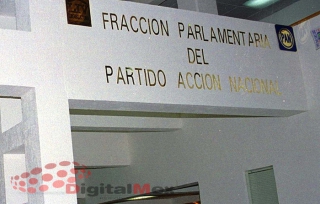 FRACCION PARLAMENTARIA
DEL
PARTIDO ACCION NACIONAL
PAN
DigitalMex